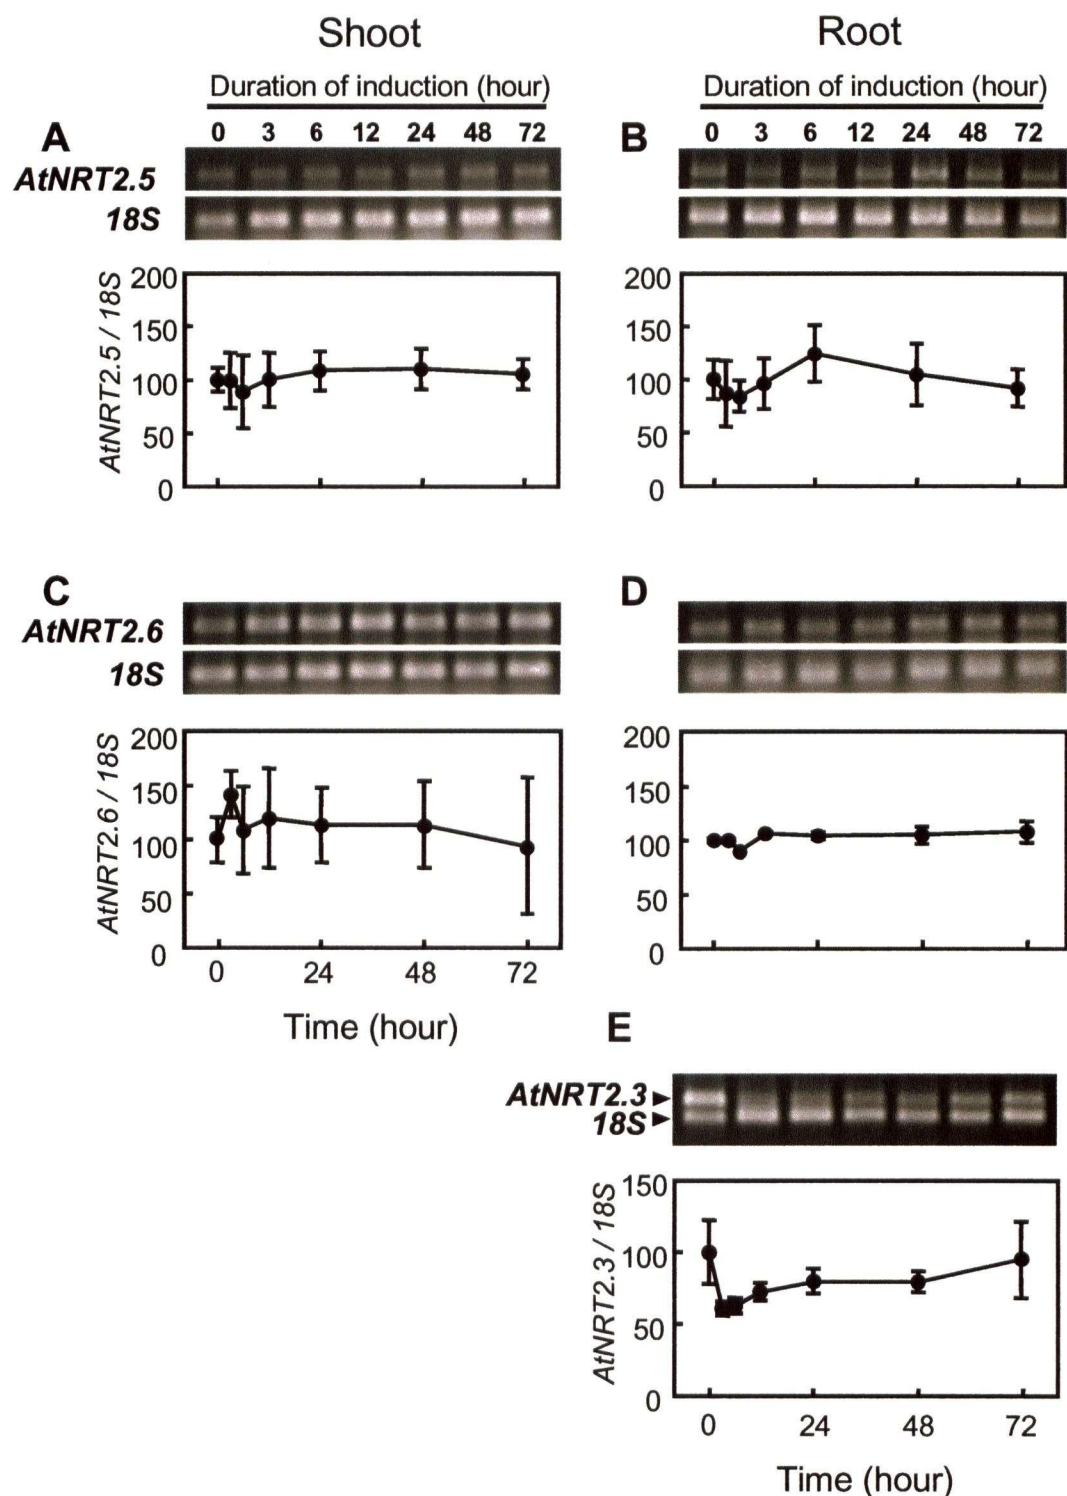 Shoot
Root
Duration of induction (hour)
Duration of induction (hour)
A
0 3 6 12 24 48 72
B
0 3 6 12 24 48 72
AtNRT2.5
18S
200
150
100
50
0
AtNRT2.5 / 18S
200
150
100
50
0
C
D
AtNRT2.6
18S
200
150
100
50
0
AtNRT2.6 / 18S
0 24 48 72
Time (hour)
200
150
100
50
0
E
AtNRT2.3
18S
150
100
50
0
AtNRT2.3 / 18S
0 24 48 72
Time (hour)